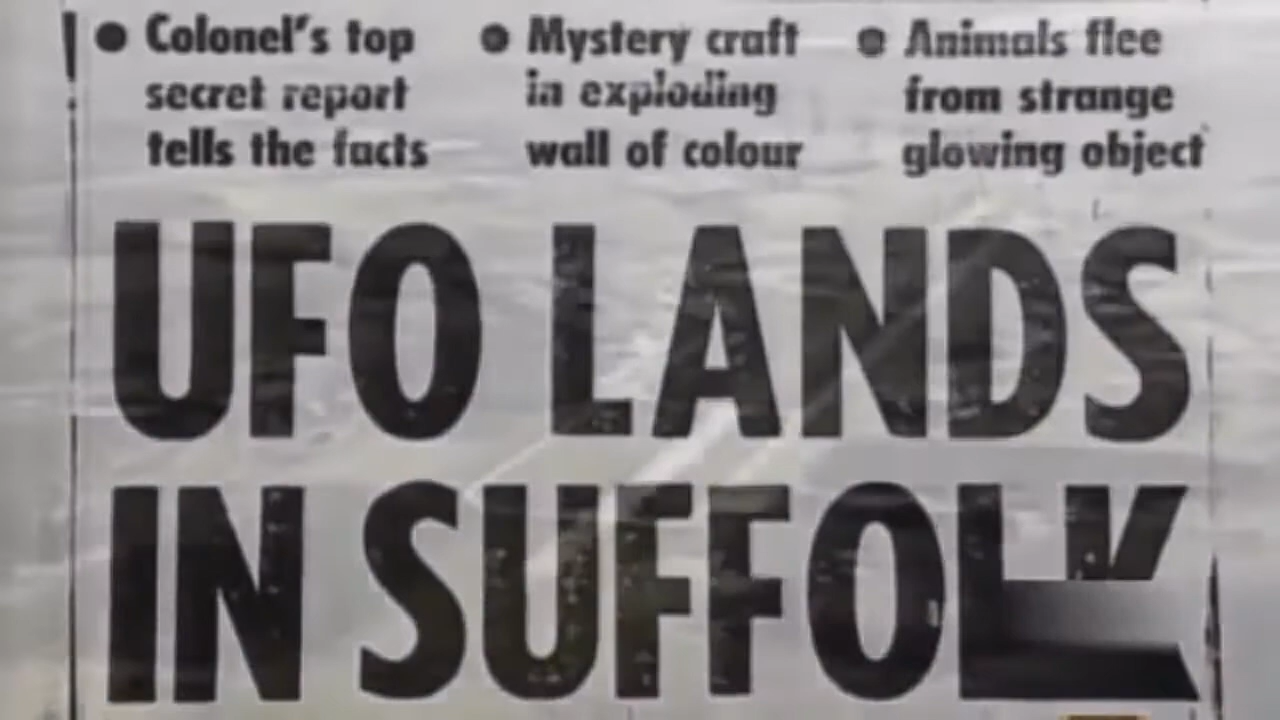 ● Colonel's top
secret report
tells the facts
● Mystery craft
in exploding
wall of colour
● Animals flee
from strange
glowing object
UFO LANDS
IN SUFFOLK